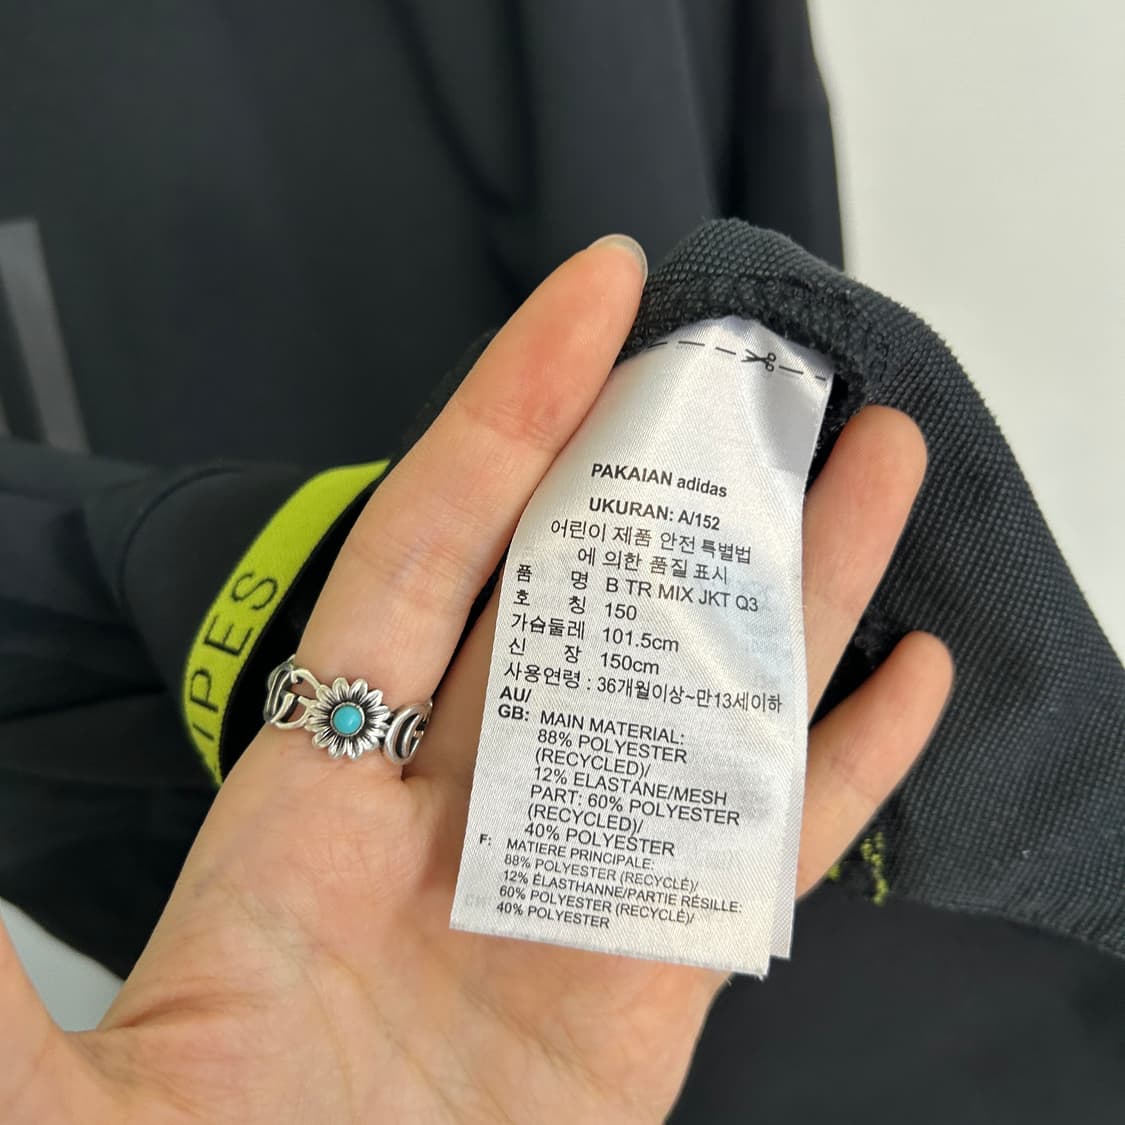 PAKAIAN adidas
UKURAN: A/152
어린이 제품 안전 특별법
에 의한 품질 표시
품 명 B TR MIX JKT Q3
호 칭 150
가슴둘레 101.5cm
신 장 150cm
사용연령 : 36개월이상~만13세이하
AU/
GB: MAIN MATERIAL:
88% POLYESTER
(RECYCLED)/
12% ELASTANE/MESH
PART: 60% POLYESTER
(RECYCLED)/
40% POLYESTER
F: MATIERE PRINCIPALE:
88% POLYESTER (RECYCLÉ)/
12% ÉLASTHANNE/PARTIE RÉSILLE:
60% POLYESTER (RECYCLÉ)/
40% POLYESTER
IPES